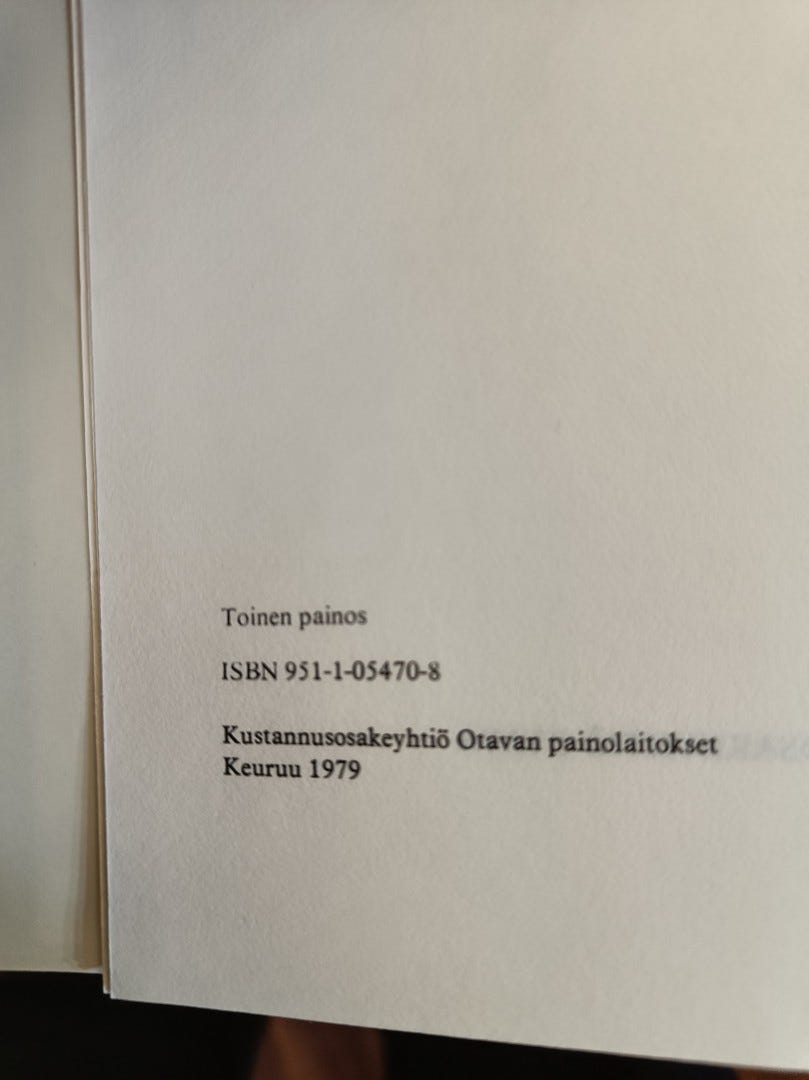 Toinen painos
ISBN 951-1-05470-8
Kustannusosakeyhtiö Otavan painolaitokset
Keuruu 1979